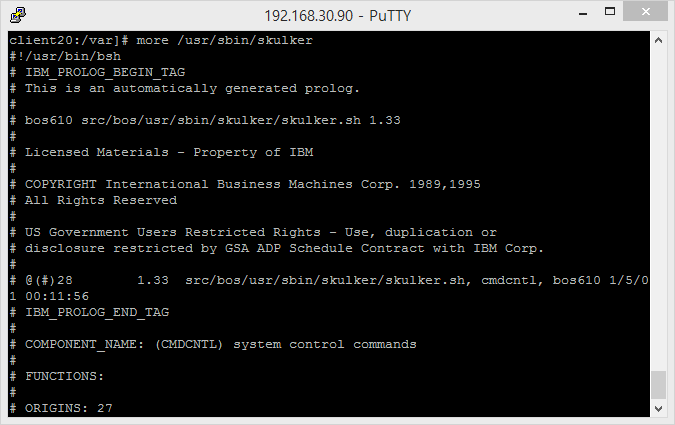 192.168.30.90 - PuTTY
client20:/var]# more /usr/sbin/skulker
#!/usr/bin/bsh
# IBM_PROLOG_BEGIN_TAG
# This is an automatically generated prolog.
#
# bos610 src/bos/usr/sbin/skulker/skulker.sh 1.33
#
# Licensed Materials - Property of IBM
#
# COPYRIGHT International Business Machines Corp. 1989,1995
# All Rights Reserved
#
# US Government Users Restricted Rights - Use, duplication or
# disclosure restricted by GSA ADP Schedule Contract with IBM Corp.
#
# @(#)28        1.33  src/bos/usr/sbin/skulker/skulker.sh, cmdcntl, bos610 1/5/0
1 00:11:56
# IBM_PROLOG_END_TAG
#
# COMPONENT_NAME: (CMDCNTL) system control commands
#
# FUNCTIONS:
#
# ORIGINS: 27